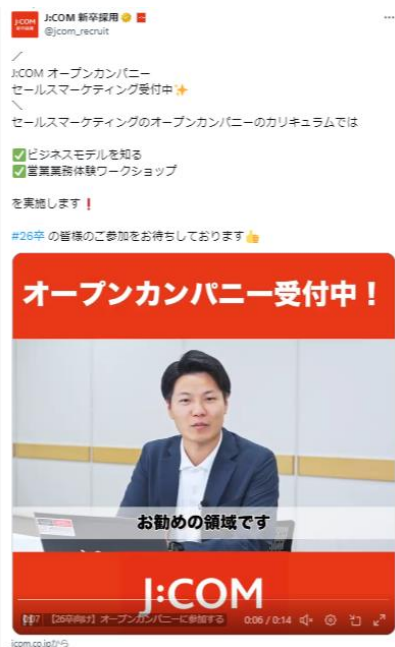 J:COM 新卒採用
@jcom_recruit
／
J:COM オープンカンパニー
セールスマーケティング受付中✨
＼
セールスマーケティングのオープンカンパニーのカリキュラムでは
✅ビジネスモデルを知る
✅営業業務体験ワークショップ
を実施します❗
#26卒 の皆様のご参加をお待ちしております👍
オープンカンパニー受付中！
お勧めの領域です
J:COM
【26卒向け】オープンカンパニーに参加する
0:06 / 0:14
jcom.co.jpから